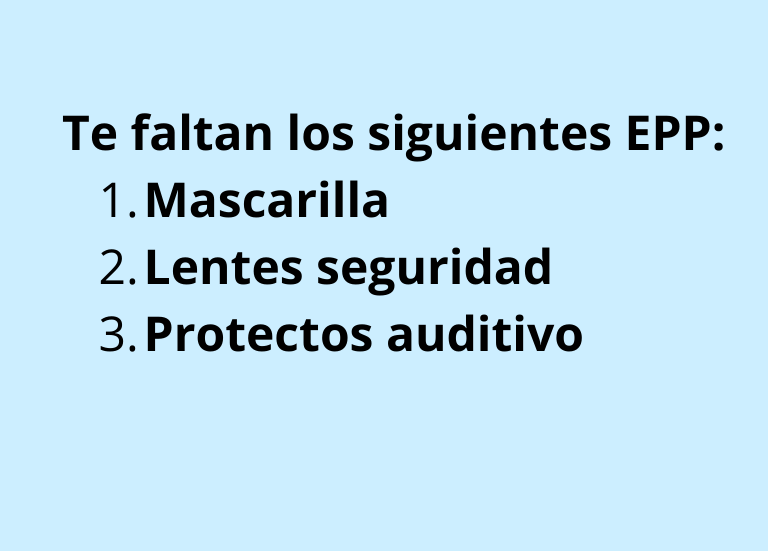 Te faltan los siguientes EPP:
1. Mascarilla
2. Lentes seguridad
3. Protectos auditivo